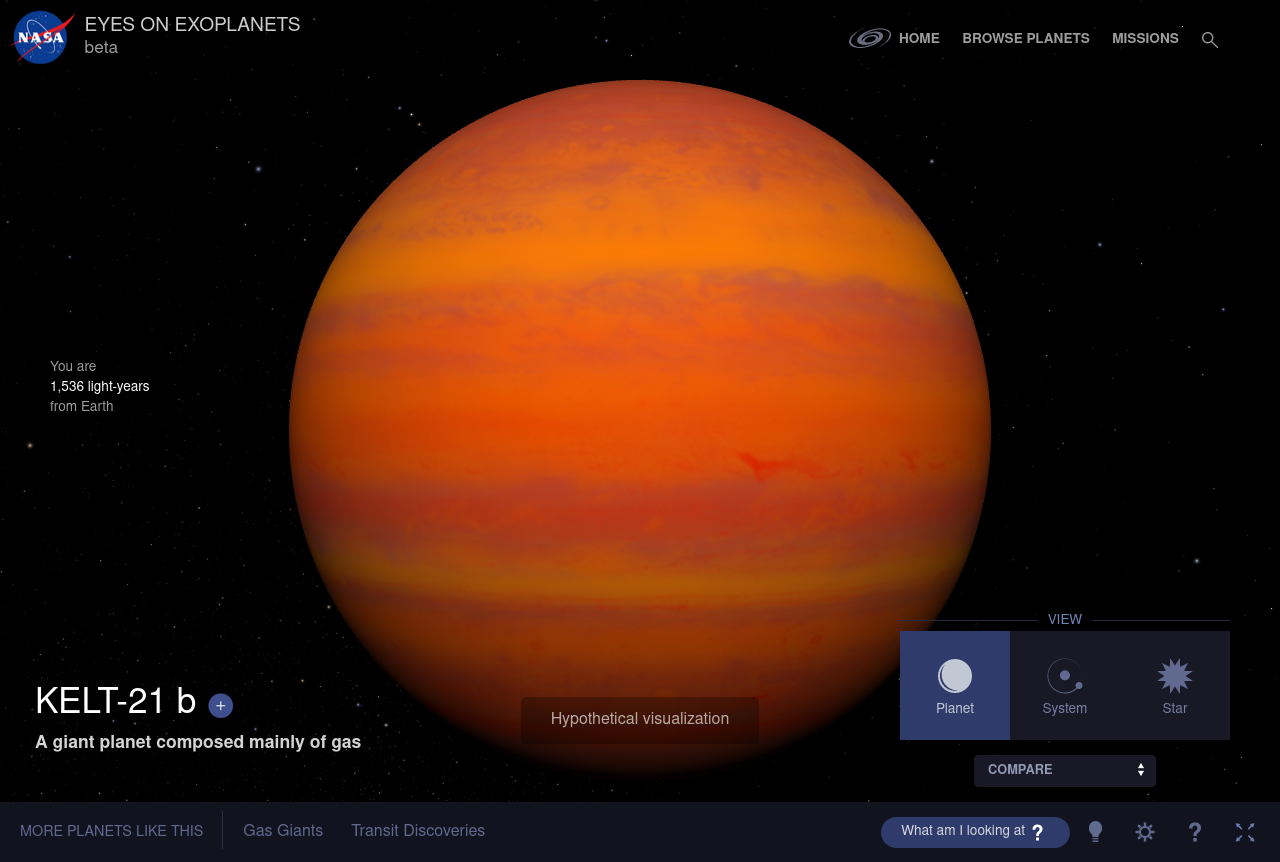 NASA
EYES ON EXOPLANETS
beta
HOME
BROWSE PLANETS
MISSIONS
You are
1,536 light-years
from Earth
VIEW
Planet
System
Star
KELT-21 b +
A giant planet composed mainly of gas
Hypothetical visualization
COMPARE
MORE PLANETS LIKE THIS
Gas Giants
Transit Discoveries
What am I looking at ?
?